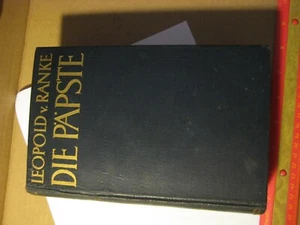 LEOPOLD v. RANKE
DIE PÄPSTE